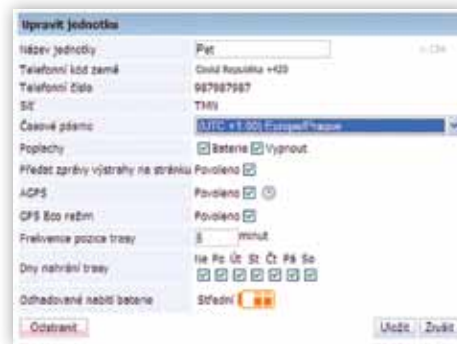 Upravit jednotku
Název jednotky Pet
Telefonní kód země Česká Republika +420
Telefonní číslo 987987987
Síť TMN
Časové pásmo (UTC +1:00) Europe/Prague
Poplachy Baterie Vypnout
Předat zprávy výstrahy na stránku Povoleno
AGPS Povoleno
GPS Eco režim Povoleno
Frekvence pozice trasy 5 minut
Ne Po Út St Čt Pá So
Dny nahrání trasy
Odhadované nabití baterie Střední
Odstranit Uložit Zrušit